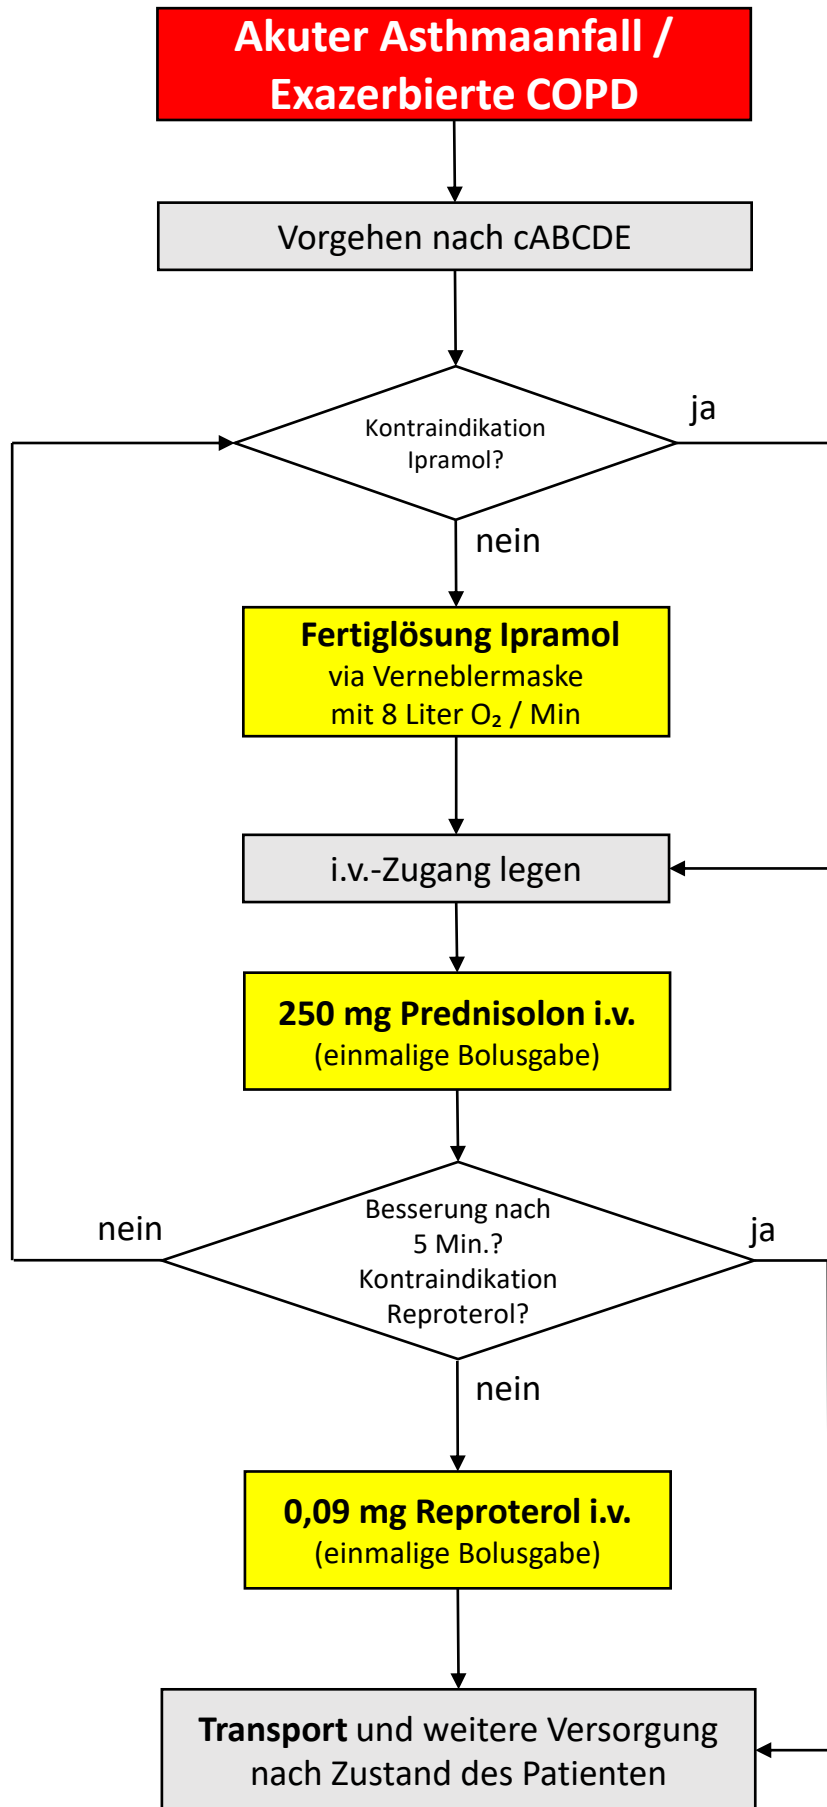 Akuter Asthmaanfall /
Exazerbierte COPD
Vorgehen nach cABCDE
Kontraindikation
Ipramol?
ja
nein
Fertiglösung Ipramol
via Verneblermaske
mit 8 Liter O₂ / Min
i.v.-Zugang legen
250 mg Prednisolon i.v.
(einmalige Bolusgabe)
Besserung nach
5 Min.?
Kontraindikation
Reproterol?
nein
ja
nein
0,09 mg Reproterol i.v.
(einmalige Bolusgabe)
Transport und weitere Versorgung
nach Zustand des Patienten